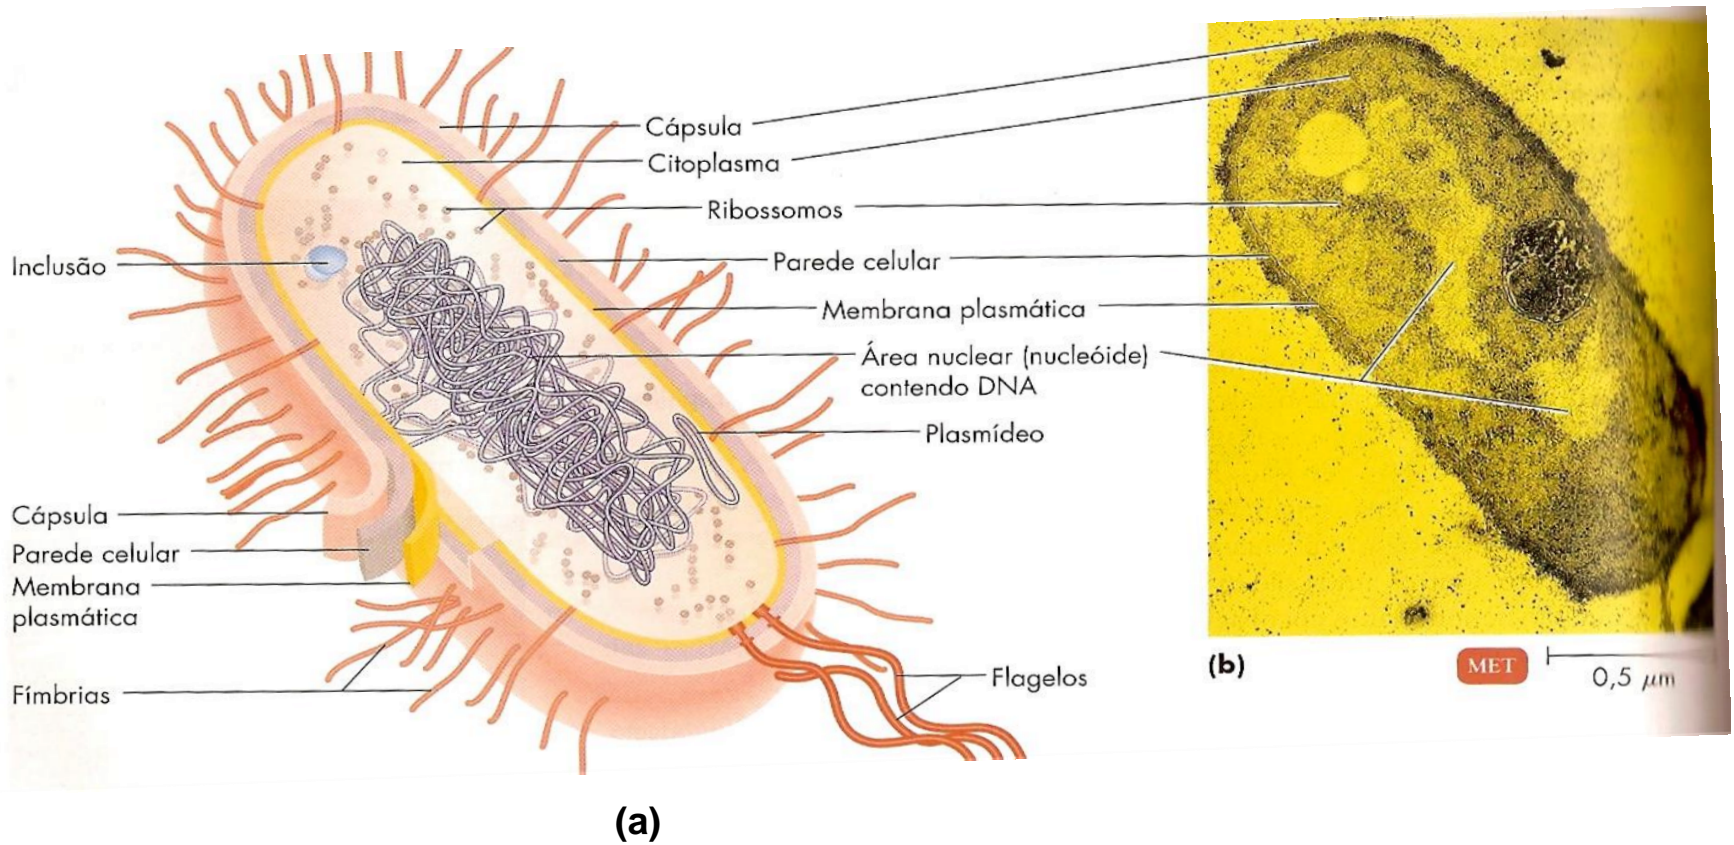 Cápsula
Citoplasma
Ribossomos
Inclusão
Parede celular
Membrana plasmática
Área nuclear (nucleóide)
contendo DNA
Plasmídeo
Cápsula
Parede celular
Membrana
plasmática
Fímbrias
Flagelos
(b)
MET
0,5 μm
(a)